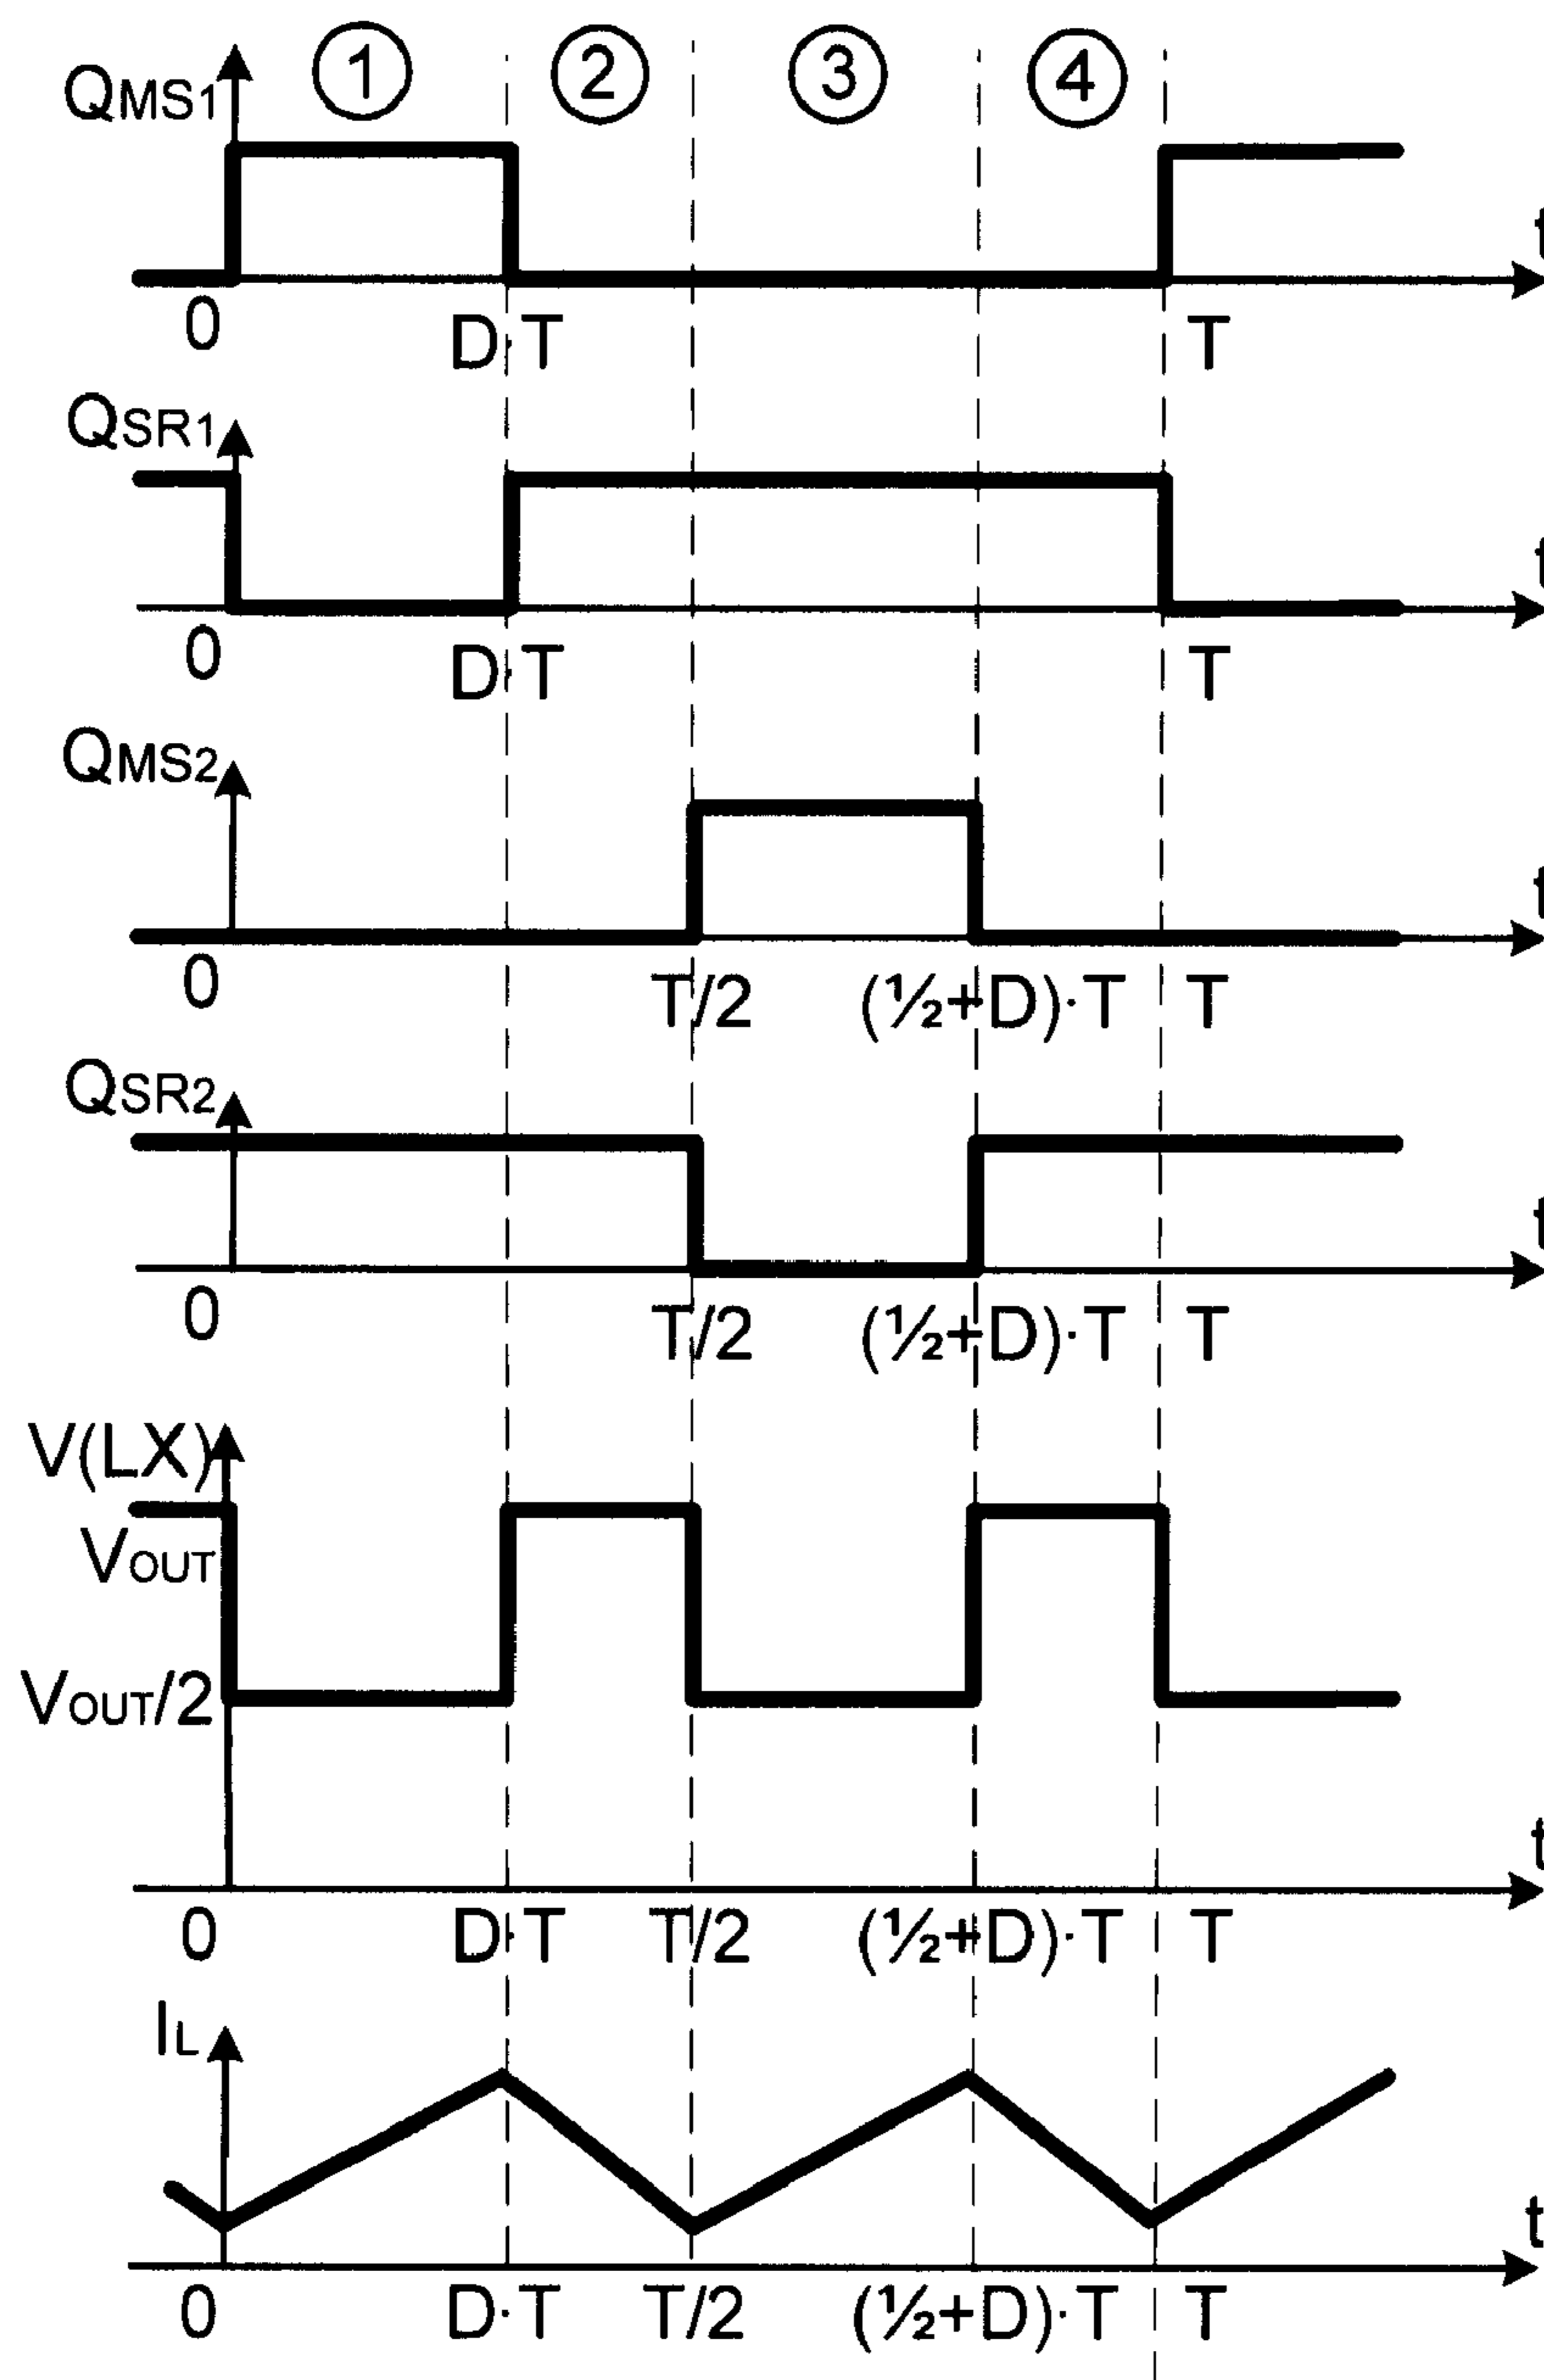 ① ② ③ ④
QMS1
t
0 D·T T
QSR1
t
0 D·T T
QMS2
t
0 T/2 (½+D)·T T
QSR2
t
0 T/2 (½+D)·T T
V(LX)
VOUT
VOUT/2
t
0 D·T T/2 (½+D)·T T
IL
t
0 D·T T/2 (½+D)·T T